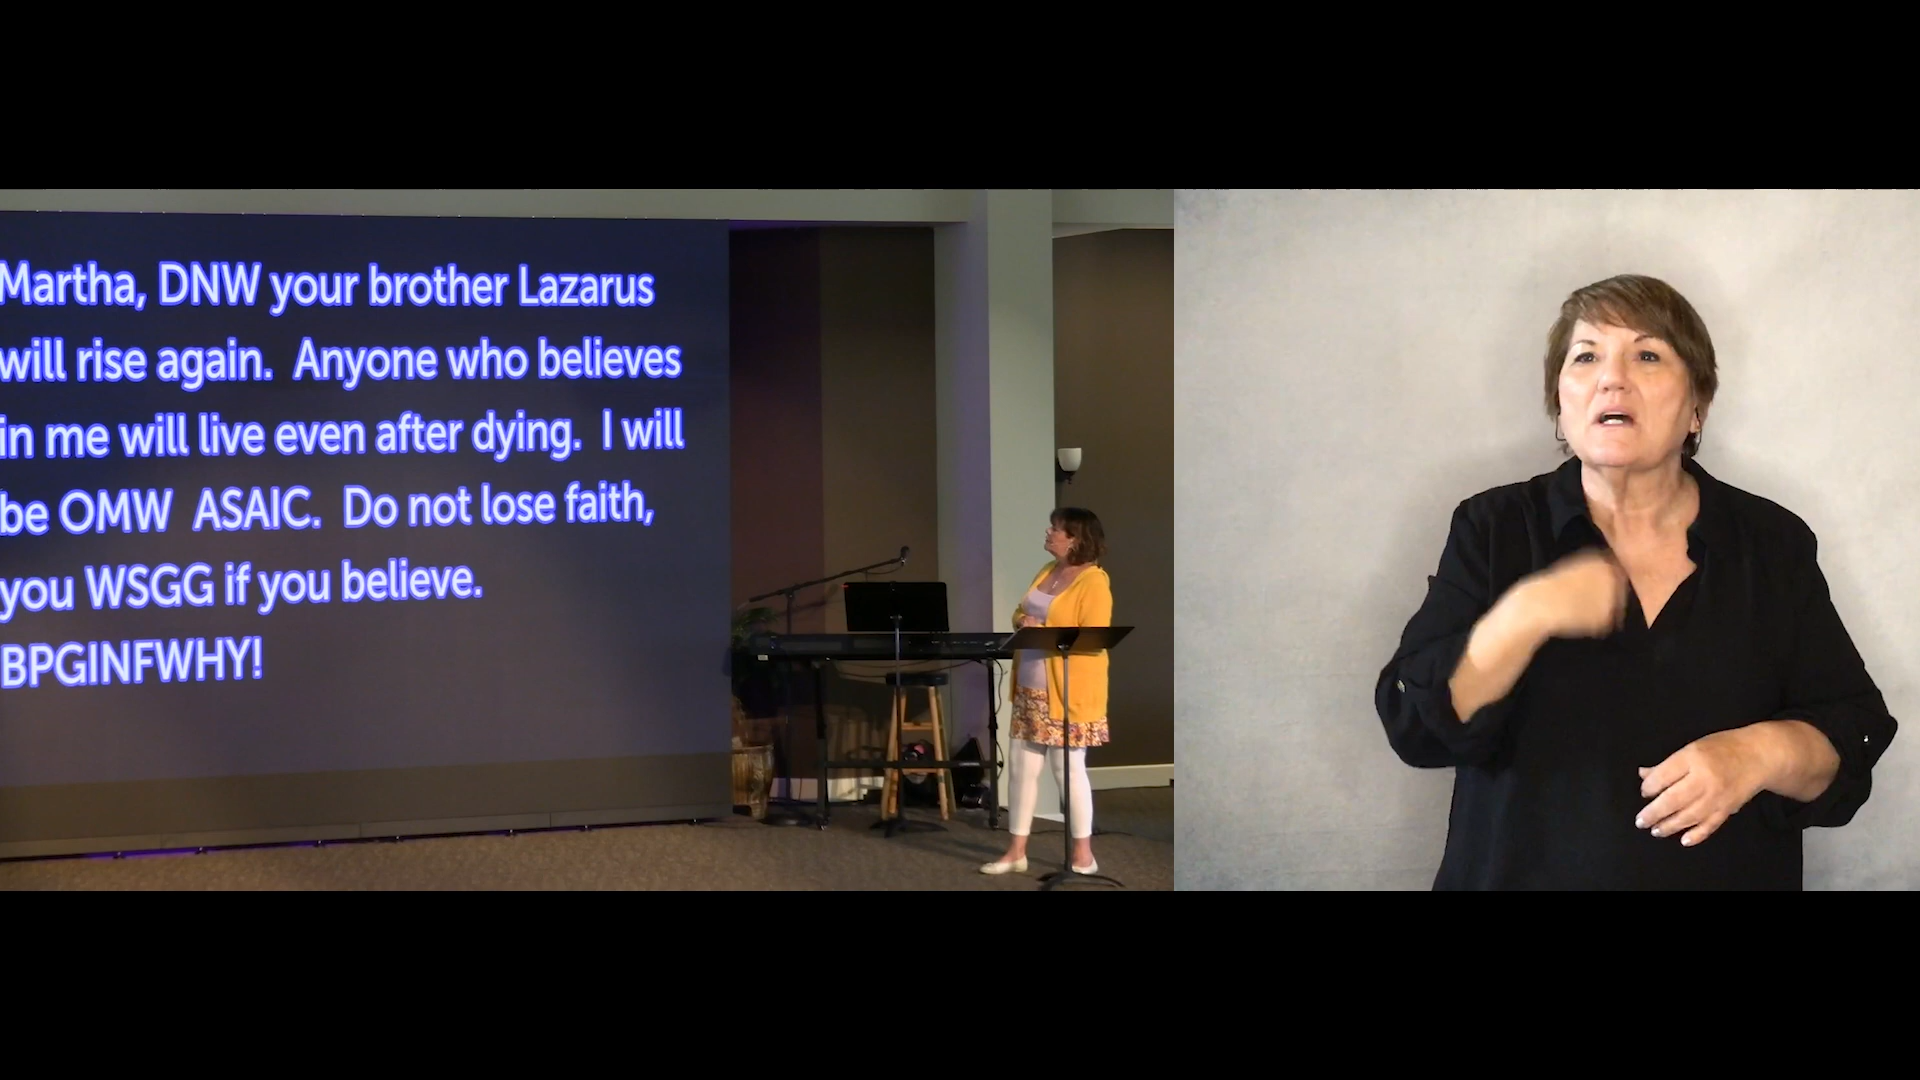 Martha, DNW your brother Lazarus
will rise again. Anyone who believes
in me will live even after dying. I will
be OMW ASAIC. Do not lose faith,
you WSGG if you believe.
BPGINFWHY!